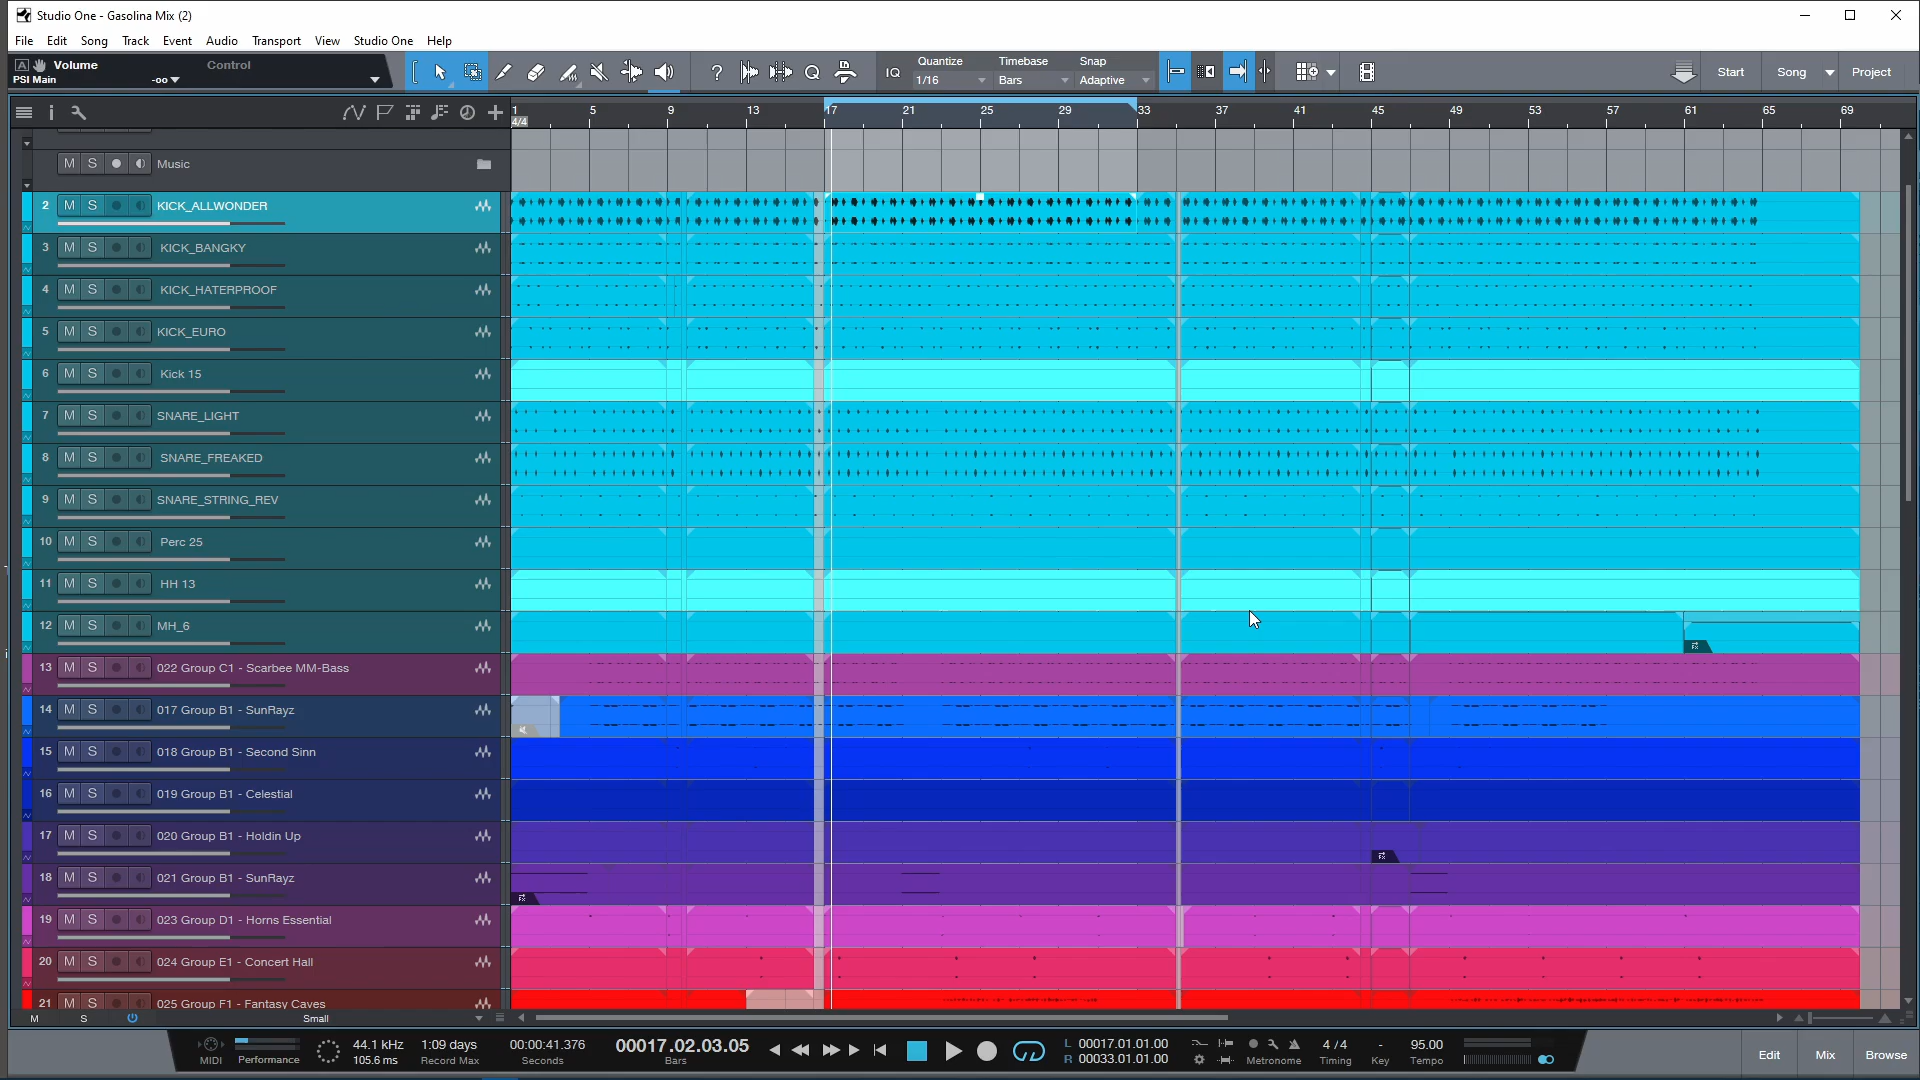 Studio One - Gasolina Mix (2)
File Edit Song Track Event Audio Transport View Studio One Help
A Volume Control
PSI Main -oo
? Q IQ
Quantize Timebase Snap
1/16 Bars Adaptive
Start Song Project
1 5 9 13 17 21 25 29 33 37 41 45 49 53 57 61 65 69
4/4
M S Music
2 M S KICK_ALLWONDER
3 M S KICK_BANGKY
4 M S KICK_HATERPROOF
5 M S KICK_EURO
6 M S Kick 15
7 M S SNARE_LIGHT
8 M S SNARE_FREAKED
9 M S SNARE_STRING_REV
10 M S Perc 25
11 M S HH 13
12 M S MH_6
FX
13 M S 022 Group C1 - Scarbee MM-Bass
14 M S 017 Group B1 - SunRayz
15 M S 018 Group B1 - Second Sinn
16 M S 019 Group B1 - Celestial
17 M S 020 Group B1 - Holdin Up
FX
18 M S 021 Group B1 - SunRayz
FX
19 M S 023 Group D1 - Horns Essential
20 M S 024 Group E1 - Concert Hall
21 M S 025 Group F1 - Fantasy Caves
M S Small
MIDI Performance
44.1 kHz
105.6 ms
1:09 days
Record Max
00:00:41.376
Seconds
00017.02.03.05
Bars
L 00017.01.01.00
R 00033.01.01.00
Metronome
4 / 4
Timing
-
Key
95.00
Tempo
Edit Mix Browse